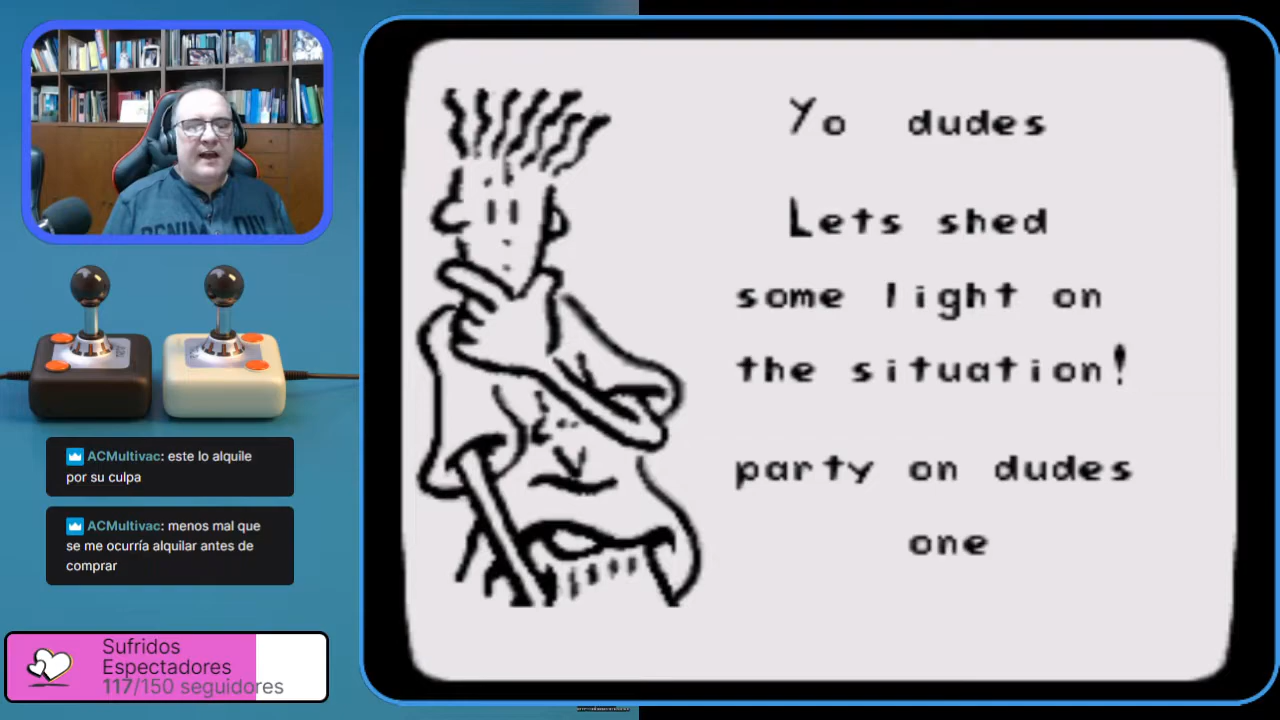 Yo dudes
Lets shed
some light on
the situation!
party on dudes
one
ACMultivac: este lo alquile
por su culpa
ACMultivac: menos mal que
se me ocurría alquilar antes de
comprar
Sufridos
Espectadores
117/150 seguidores